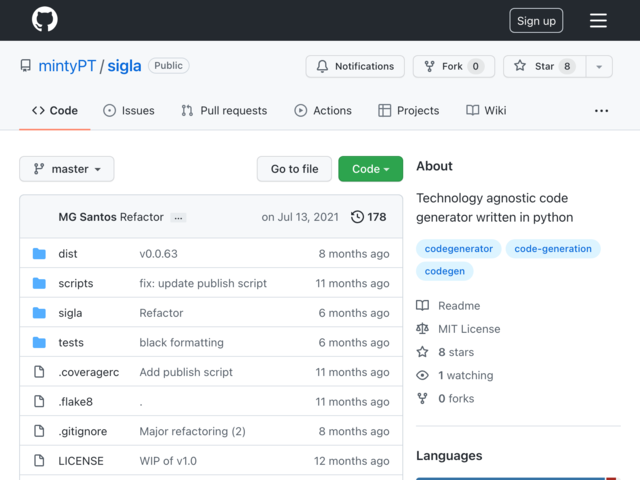 Sign up
mintyPT / sigla Public
Notifications Fork 0 Star 8
Code Issues Pull requests Actions Projects Wiki
master Go to file Code
MG Santos Refactor ... on Jul 13, 2021 178
dist v0.0.63 8 months ago
scripts fix: update publish script 11 months ago
sigla Refactor 6 months ago
tests black formatting 6 months ago
.coveragerc Add publish script 11 months ago
.flake8 . 11 months ago
.gitignore Major refactoring (2) 8 months ago
LICENSE WIP of v1.0 12 months ago
About
Technology agnostic code
generator written in python
codegenerator code-generation
codegen
Readme
MIT License
8 stars
1 watching
0 forks
Languages